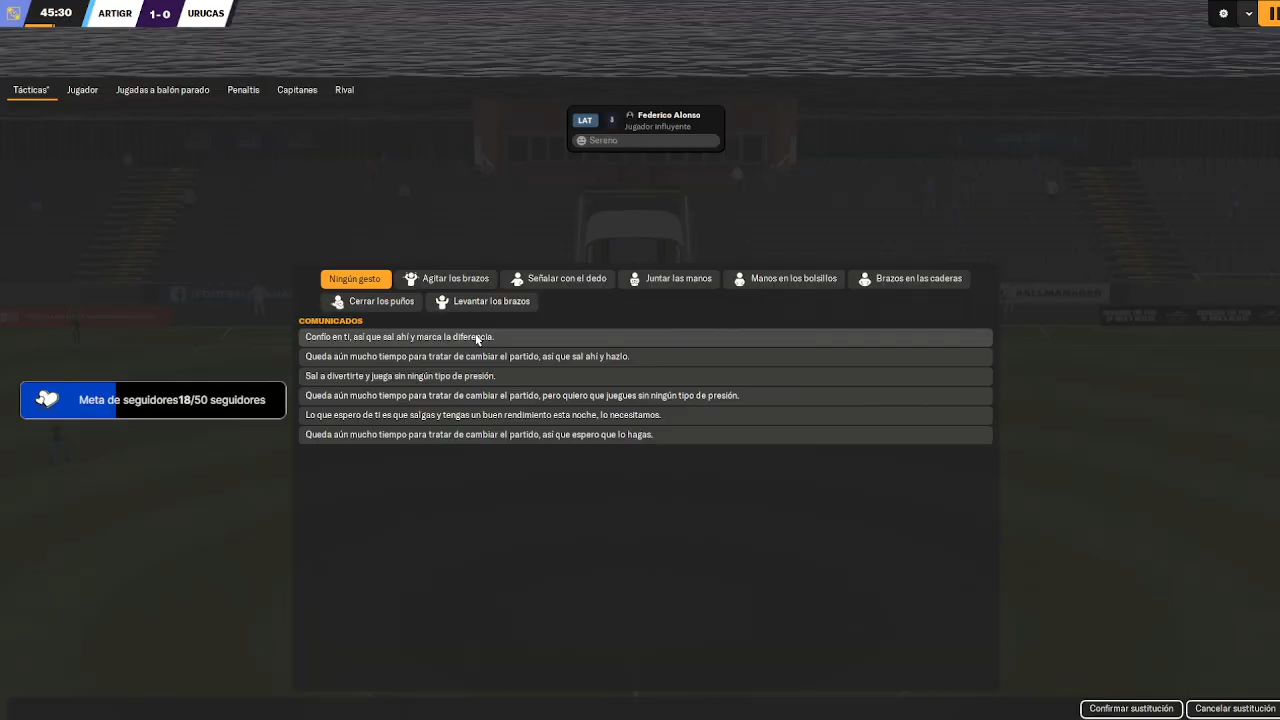 45:30
ARTIGR
1-0
URUCAS
Tácticas*
Jugador
Jugadas a balón parado
Penaltis
Capitanes
Rival
LAT
Federico Alonso
Jugador influyente
Sereno
Ningún gesto
Agitar los brazos
Señalar con el dedo
Juntar las manos
Manos en los bolsillos
Brazos en las caderas
Cerrar los puños
Levantar los brazos
COMUNICADOS
Confío en ti, así que sal ahí y marca la diferencia.
Queda aún mucho tiempo para tratar de cambiar el partido, así que sal ahí y hazlo.
Sal a divertirte y juega sin ningún tipo de presión.
Queda aún mucho tiempo para tratar de cambiar el partido, pero quiero que juegues sin ningún tipo de presión.
Lo que espero de ti es que salgas y tengas un buen rendimiento esta noche, lo necesitamos.
Queda aún mucho tiempo para tratar de cambiar el partido, así que espero que lo hagas.
Meta de seguidores18/50 seguidores
Confirmar sustitución
Cancelar sustitución